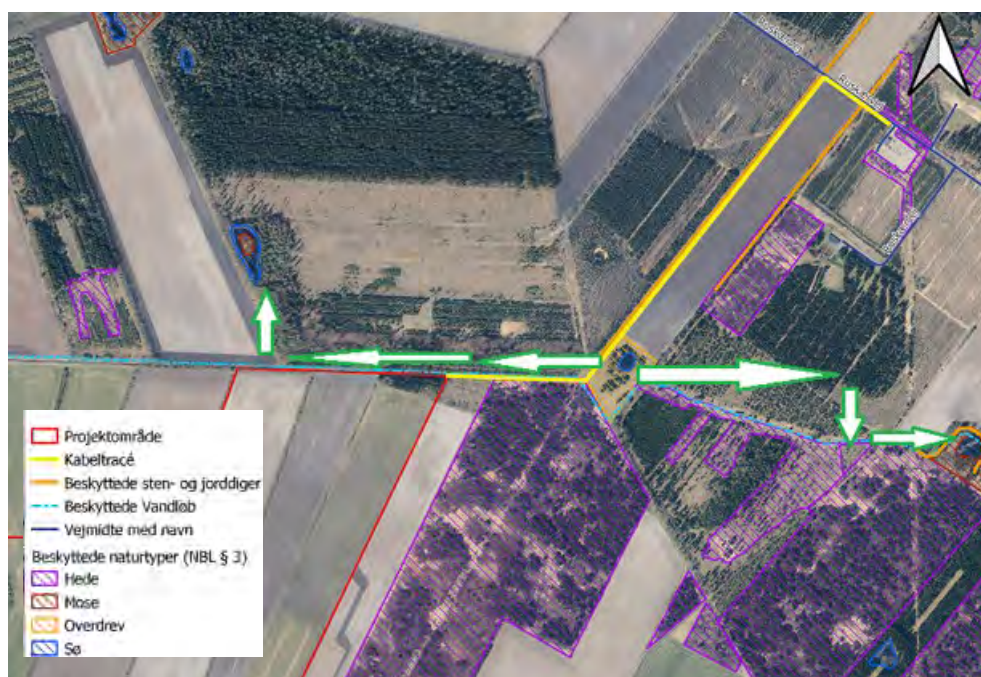 Ruskærvej
Projektområde
Kabeltracé
Beskyttede sten- og jorddiger
Beskyttede Vandløb
Vejmidte med navn
Beskyttede naturtyper (NBL § 3)
Hede
Mose
Overdrev
Sø